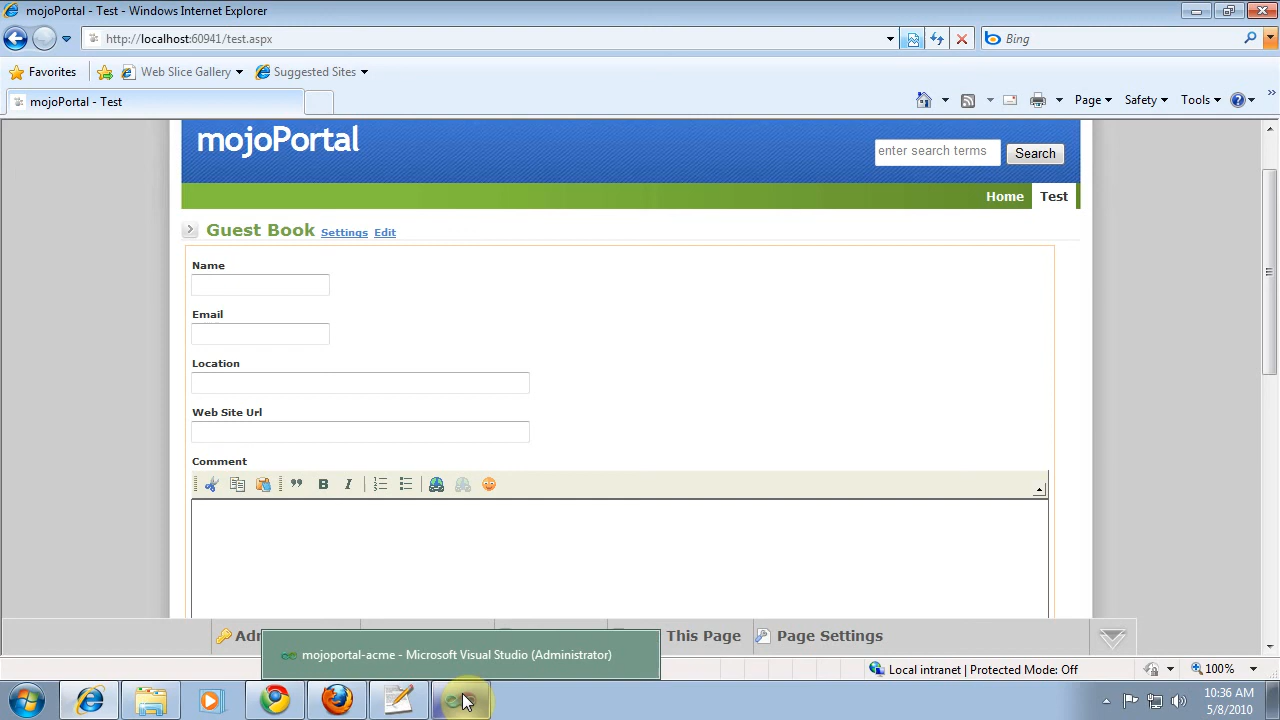 mojoPortal - Test - Windows Internet Explorer
http://localhost:60941/test.aspx
Bing
Favorites
Web Slice Gallery
Suggested Sites
mojoPortal - Test
Page
Safety
Tools
mojoPortal
enter search terms
Search
Home
Test
Guest Book Settings Edit
Name
Email
Location
Web Site Url
Comment
B I
This Page
Page Settings
mojoportal-acme - Microsoft Visual Studio (Administrator)
Local intranet | Protected Mode: Off
100%
10:36 AM
5/8/2010